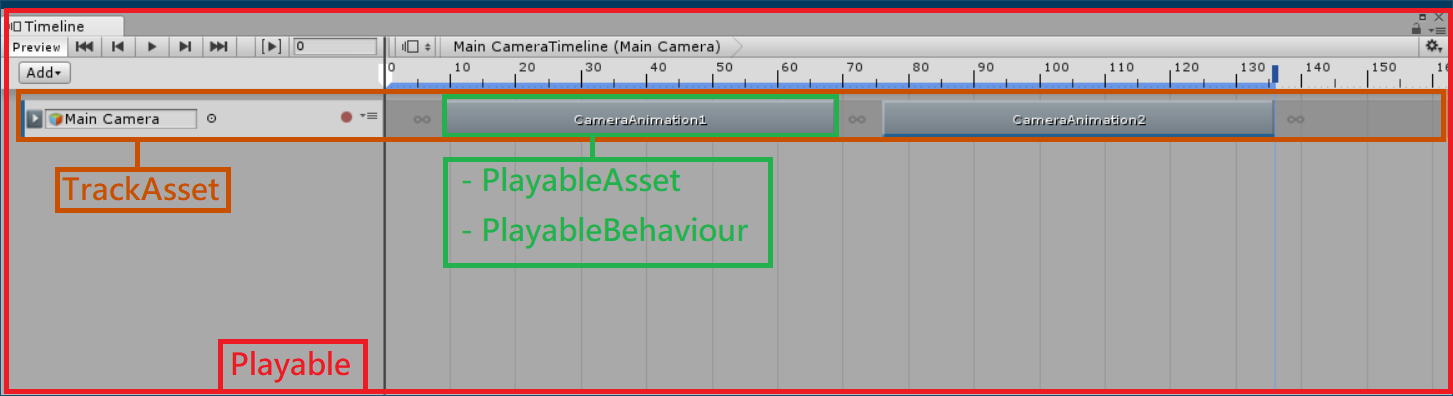 Timeline
Preview
0
Main CameraTimeline (Main Camera)
Add
0 10 20 30 40 50 60 70 80 90 100 110 120 130 140 150 16
Main Camera
CameraAnimation1
CameraAnimation2
TrackAsset
- PlayableAsset
- PlayableBehaviour
Playable